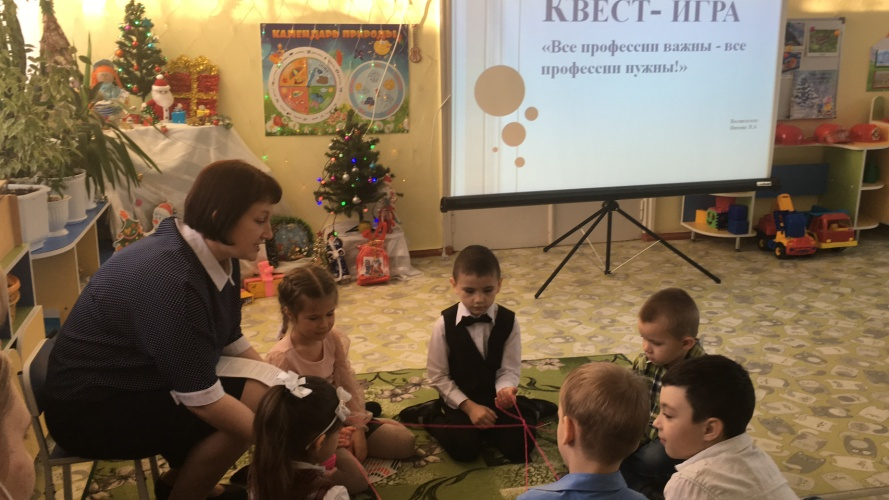 КАЛЕНДАРЬ ПРИРОДЫ
КВЕСТ- ИГРА
«Все профессии важны - все
профессии нужны!»